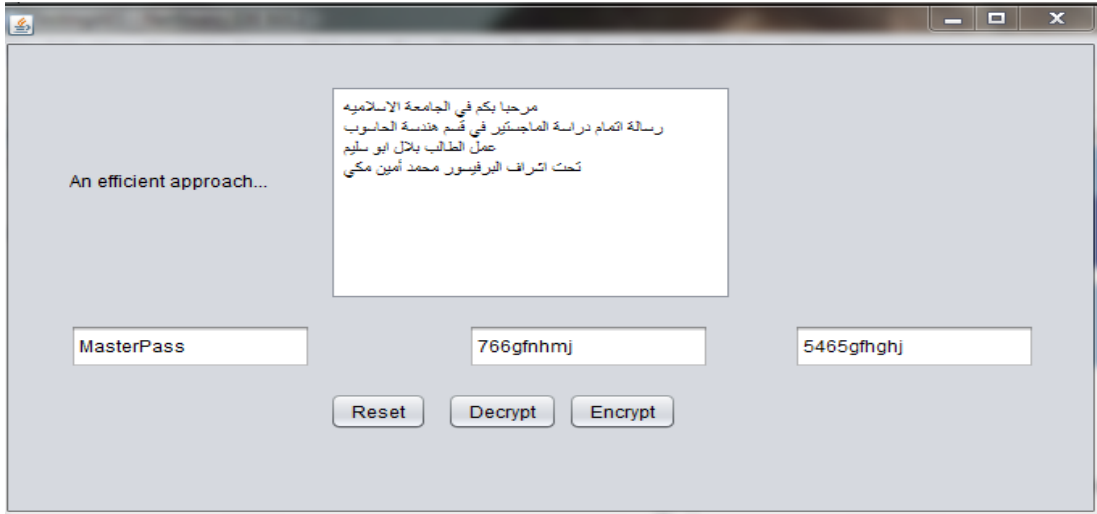 مرحبا بكم في الجامعة الاسلاميه
رسالة اتمام دراسة الماجستير في قسم هندسة الحاسوب
عمل الطالب بلال ابو سليم
تحت اشراف البرفيسور محمد أمين مكي
An efficient approach...
MasterPass
766gfnhmj
5465gfhghj
Reset
Decrypt
Encrypt